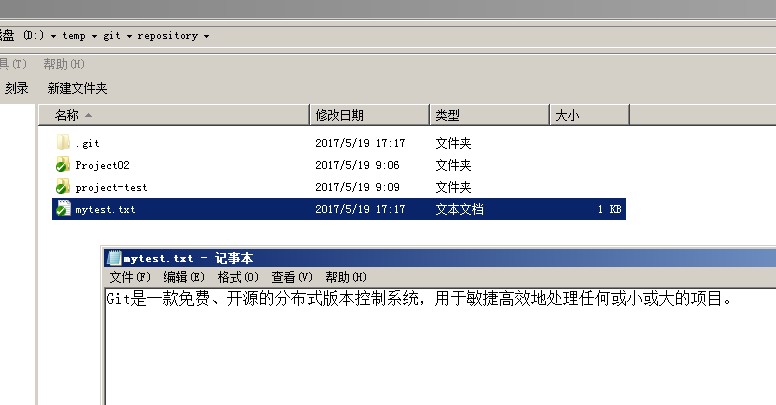 盘 (D:) ▾ temp ▾ git ▾ repository ▾
具(T) 帮助(H)
刻录 新建文件夹
名称 修改日期 类型 大小
.git 2017/5/19 17:17 文件夹
Project02 2017/5/19 9:06 文件夹
project-test 2017/5/19 9:09 文件夹
mytest.txt 2017/5/19 17:17 文本文档 1 KB
mytest.txt - 记事本
文件(F) 编辑(E) 格式(O) 查看(V) 帮助(H)
Git是一款免费、开源的分布式版本控制系统，用于敏捷高效地处理任何或小或大的项目。